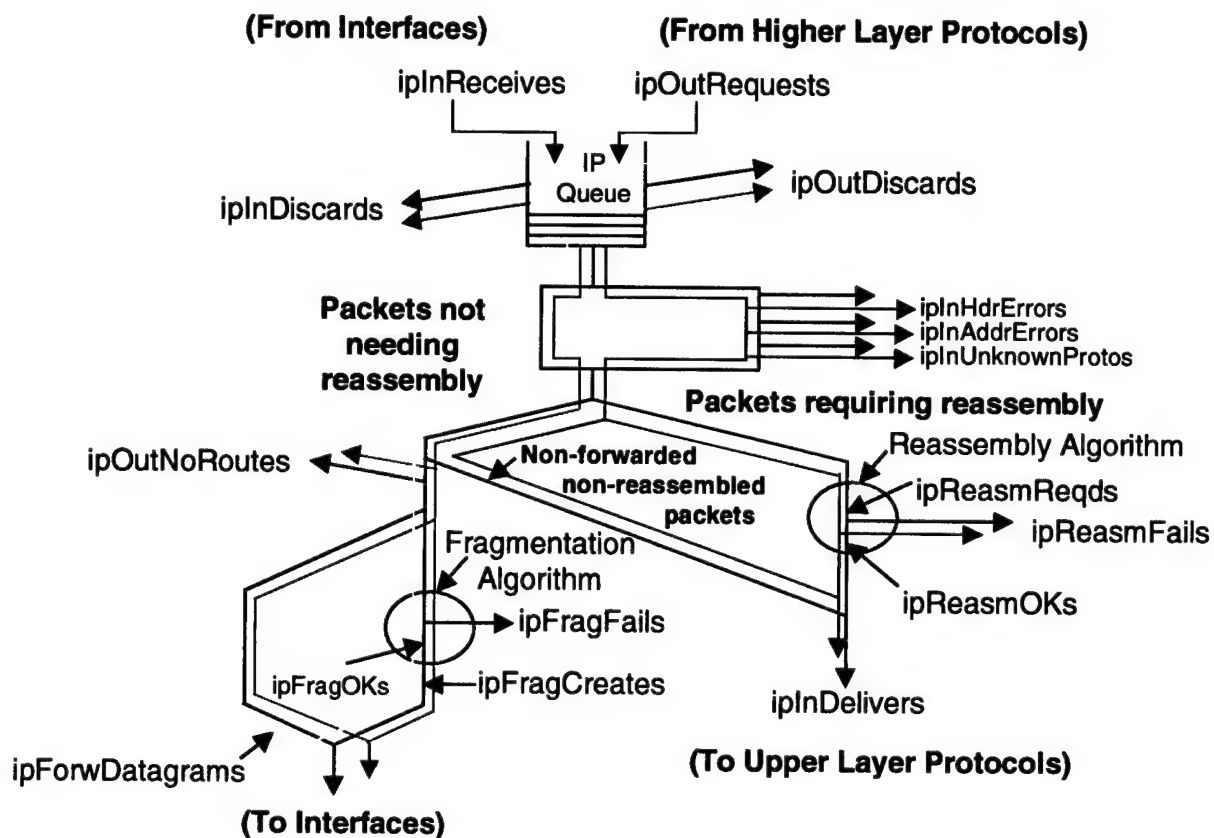 (From Interfaces)
(From Higher Layer Protocols)
ipInReceives
ipOutRequests
IP
Queue
ipInDiscards
ipOutDiscards
Packets not
needing
reassembly
ipInHdrErrors
ipInAddrErrors
ipInUnknownProtos
Packets requiring reassembly
ipOutNoRoutes
Non-forwarded
non-reassembled
packets
Reassembly Algorithm
ipReasmReqds
ipReasmFails
ipReasmOKs
Fragmentation
Algorithm
ipFragFails
ipFragOKs
ipFragCreates
ipInDelivers
ipForwDatagrams
(To Upper Layer Protocols)
(To Interfaces)